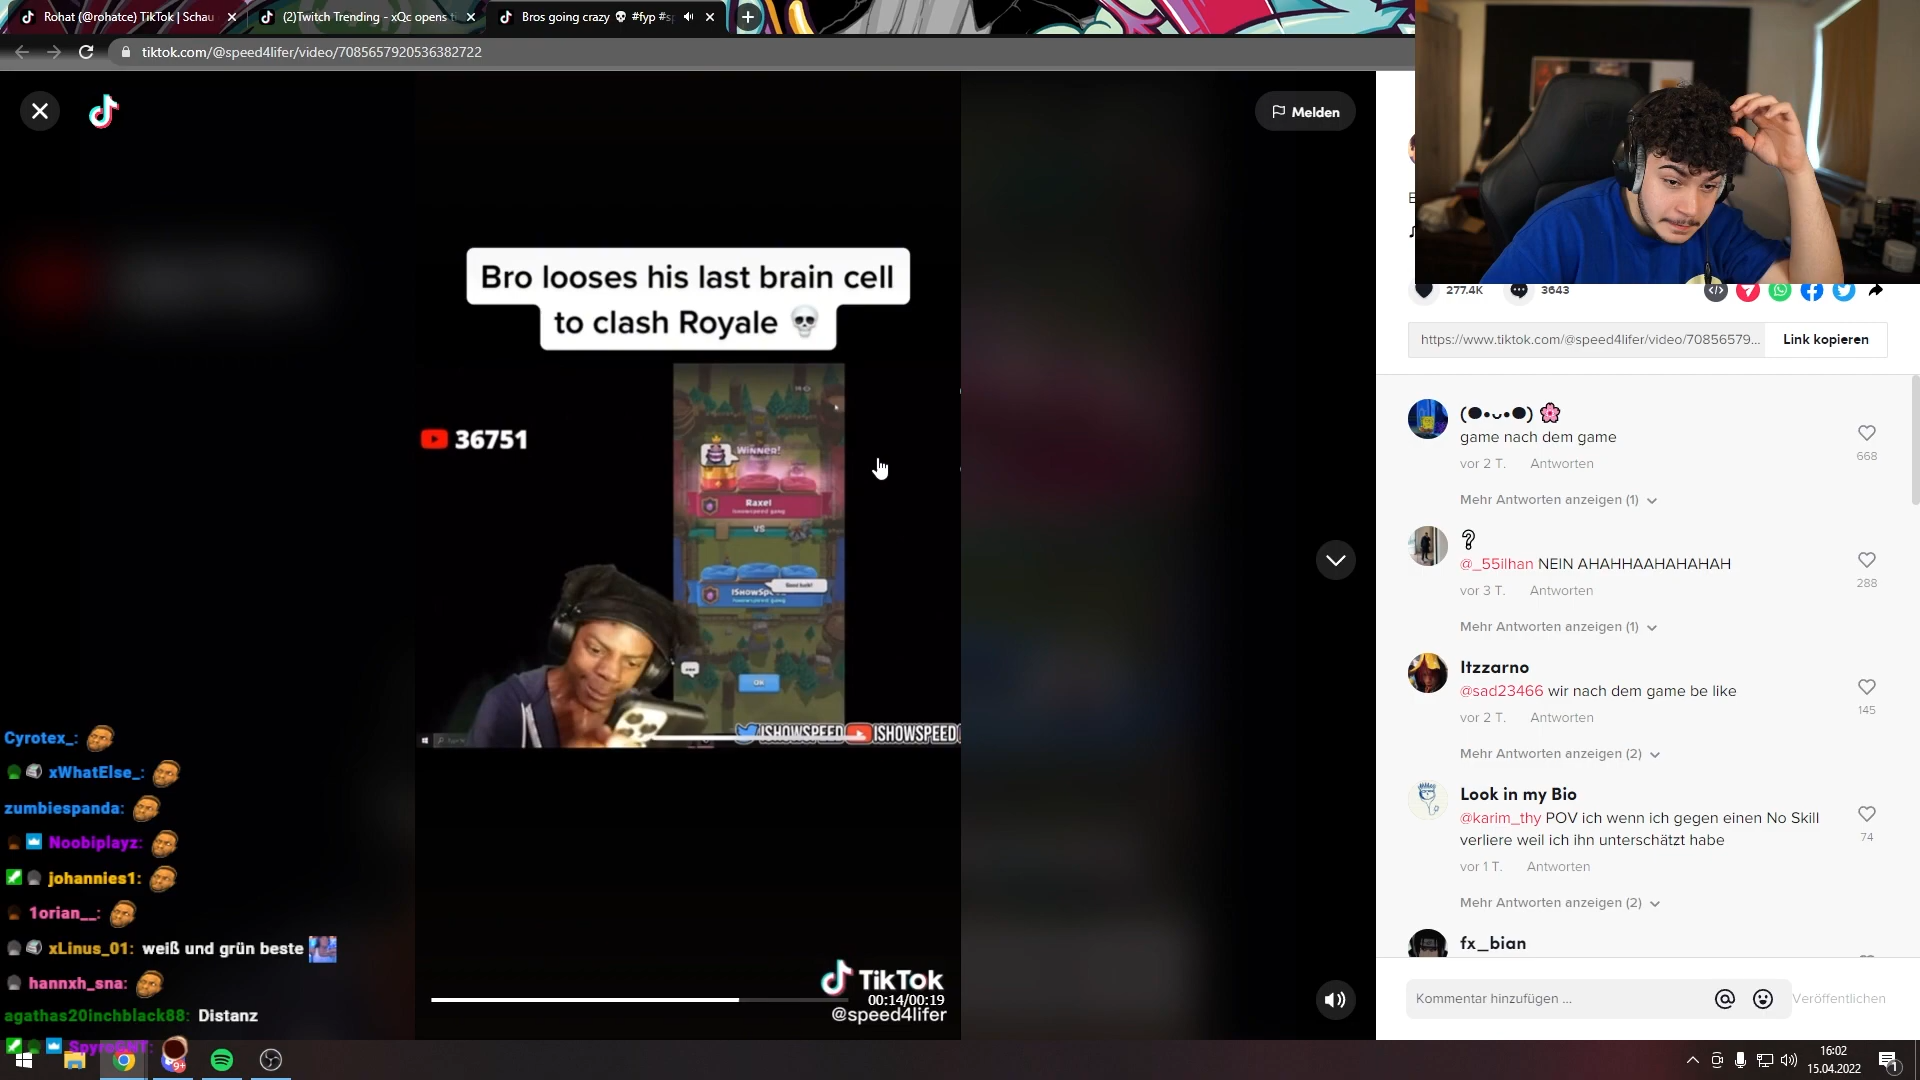 Rohat (@rohatce) TikTok | Schau
(2)Twitch Trending - xQc opens t
Bros going crazy 💀 #fyp #s
tiktok.com/@speed4lifer/video/7085657920536382722
Melden
Bro looses his last brain cell
to clash Royale 💀
36751
WINNER!
Raxel
VS
Good luck!
Ok
ISHOWSPEED
ISHOWSPEED
TikTok
00:14/00:19
@speed4lifer
Cyrotex_:
xWhatElse_:
zumbiespanda:
Noobiplayz:
johannies1:
1orian__:
xLinus_01: weiß und grün beste
hannxh_sna:
agathas20inchblack88: Distanz
277.4K
3643
https://www.tiktok.com/@speed4lifer/video/70856579...
Link kopieren
(●•ᴗ•●) 🌸
game nach dem game
vor 2 T. Antworten
668
Mehr Antworten anzeigen (1)
?
@_55ilhan NEIN AHAHHAAHAHAHAH
vor 3 T. Antworten
288
Mehr Antworten anzeigen (1)
Itzzarno
@sad23466 wir nach dem game be like
vor 2 T. Antworten
145
Mehr Antworten anzeigen (2)
Look in my Bio
@karim_thy POV ich wenn ich gegen einen No Skill
verliere weil ich ihn unterschätzt habe
vor 1 T. Antworten
74
Mehr Antworten anzeigen (2)
fx_bian
Kommentar hinzufügen ...
Veröffentlichen
9+
16:02
15.04.2022
1